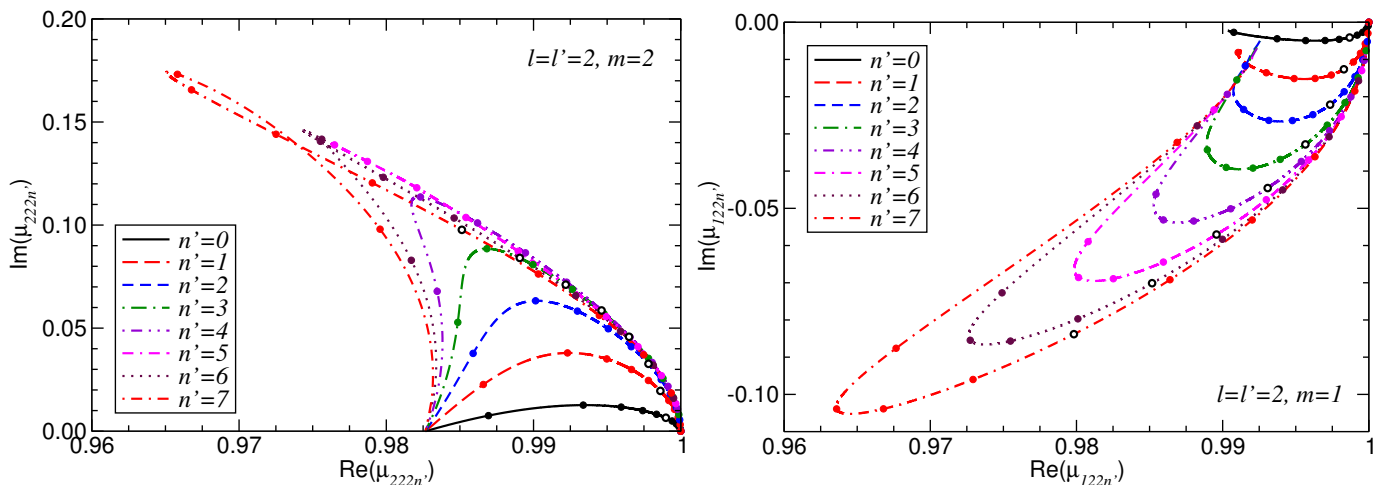 0.20
0.15
0.10
0.05
0.00
Im(μ222n')
l=l'=2, m=2
n'=0
n'=1
n'=2
n'=3
n'=4
n'=5
n'=6
n'=7
0.96
0.97
0.98
0.99
1
Re(μ222n')
0.00
-0.05
-0.10
Im(μ122n')
n'=0
n'=1
n'=2
n'=3
n'=4
n'=5
n'=6
n'=7
l=l'=2, m=1
0.96
0.97
0.98
0.99
1
Re(μ122n')